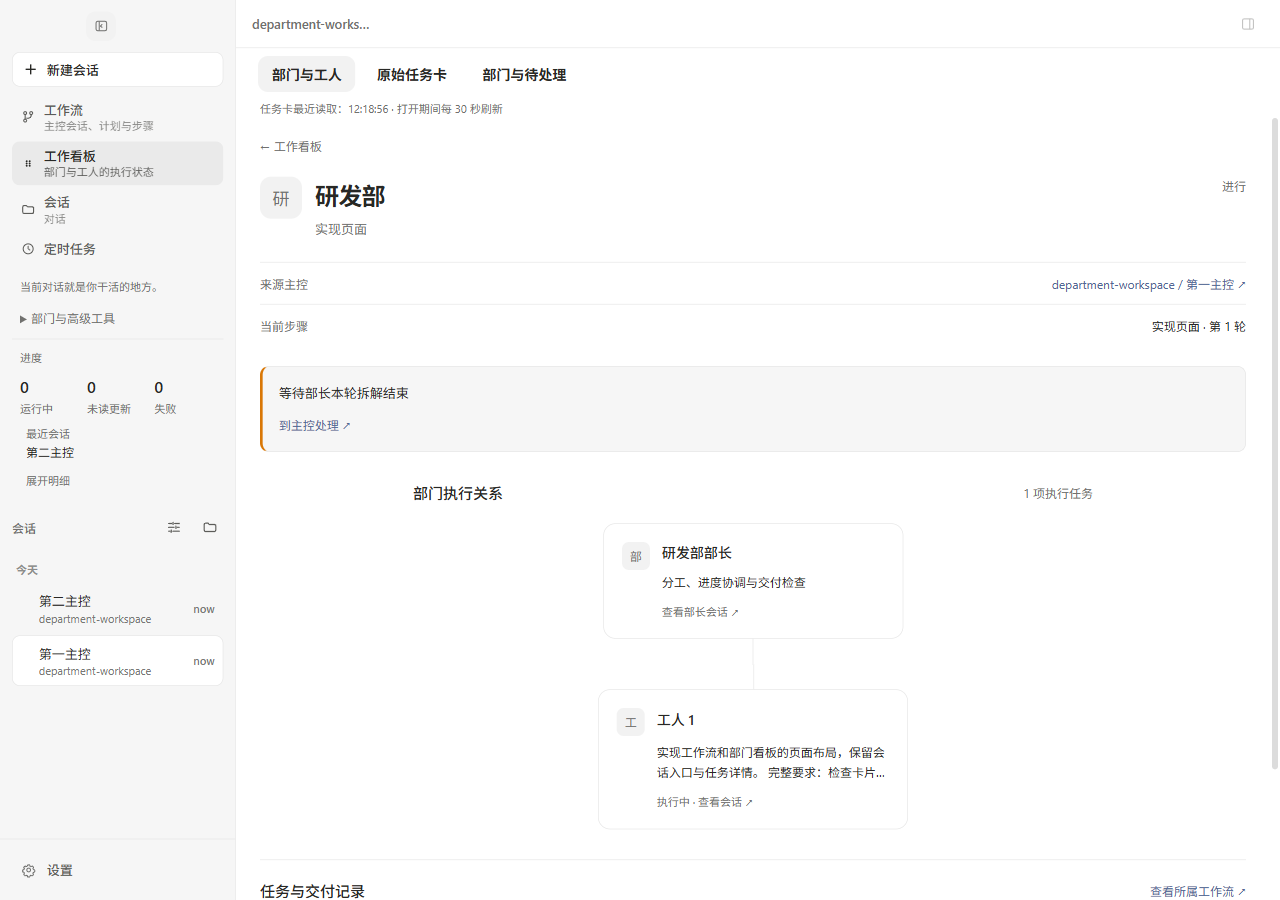 新建会话
工作流
主控会话、计划与步骤
工作看板
部门与工人的执行状态
会话
对话
定时任务
当前对话就是你干活的地方。
部门与高级工具
进度
0 0 0
运行中 未读更新 失败
最近会话
第二主控
展开明细
会话
今天
第二主控
department-workspace
now
第一主控
department-workspace
now
设置
department-works...
部门与工人 原始任务卡 部门与待处理
任务卡最近读取：12:18:56 · 打开期间每 30 秒刷新
← 工作看板
研
研发部
进行
实现页面
来源主控 department-workspace / 第一主控 ↗
当前步骤 实现页面 · 第 1 轮
等待部长本轮拆解结束
到主控处理 ↗
部门执行关系 1 项执行任务
部
研发部部长
分工、进度协调与交付检查
查看部长会话 ↗
工
工人 1
实现工作流和部门看板的页面布局，保留会
话入口与任务详情。 完整要求：检查卡片...
执行中 · 查看会话 ↗
任务与交付记录 查看所属工作流 ↗